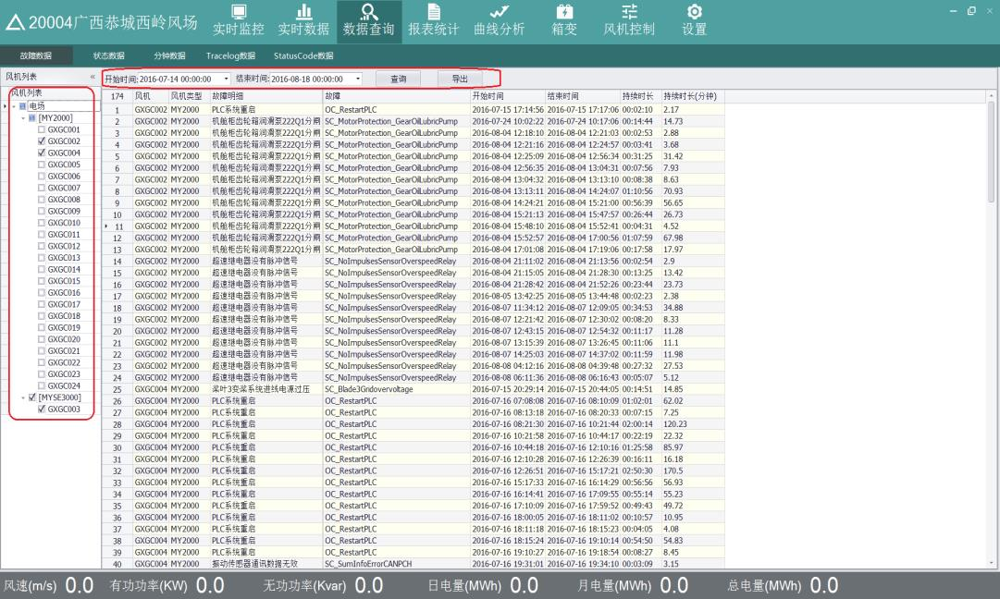 20004广西恭城西岭风场
实时监控 实时数据 数据查询 报表统计 曲线分析 箱变 风机控制 设置
故障数据 状态数据 分钟数据 Tracelog数据 StatusCode数据
风机列表 «
开始时间:2016-07-14 00:00:00 结束时间:2016-08-18 00:00:00 查询 导出
风机列表
电场
[MY2000]
GXGC001
GXGC002
GXGC004
GXGC005
GXGC006
GXGC007
GXGC008
GXGC009
GXGC010
GXGC011
GXGC012
GXGC013
GXGC014
GXGC015
GXGC016
GXGC017
GXGC018
GXGC019
GXGC020
GXGC021
GXGC022
GXGC023
GXGC024
[MYSE3000]
GXGC003
174 风机 风机类型 故障明细 故障 开始时间 结束时间 持续时长 持续时长(分钟)
1 GXGC002 MY2000 PLC系统重启 OC_RestartPLC 2016-07-15 17:14:56 2016-07-15 17:17:06 00:02:10 2.17
2 GXGC002 MY2000 机舱柜齿轮箱润滑泵222Q1分闸 SC_MotorProtection_GearOilLubricPump 2016-07-24 10:02:22 2016-07-24 10:17:06 00:14:44 14.73
3 GXGC002 MY2000 机舱柜齿轮箱润滑泵222Q1分闸 SC_MotorProtection_GearOilLubricPump 2016-08-04 12:18:10 2016-08-04 12:21:03 00:02:53 2.88
4 GXGC002 MY2000 机舱柜齿轮箱润滑泵222Q1分闸 SC_MotorProtection_GearOilLubricPump 2016-08-04 12:21:16 2016-08-04 12:24:57 00:03:41 3.68
5 GXGC002 MY2000 机舱柜齿轮箱润滑泵222Q1分闸 SC_MotorProtection_GearOilLubricPump 2016-08-04 12:25:09 2016-08-04 12:56:34 00:31:25 31.42
6 GXGC002 MY2000 机舱柜齿轮箱润滑泵222Q1分闸 SC_MotorProtection_GearOilLubricPump 2016-08-04 12:56:35 2016-08-04 13:04:31 00:07:56 7.93
7 GXGC002 MY2000 机舱柜齿轮箱润滑泵222Q1分闸 SC_MotorProtection_GearOilLubricPump 2016-08-04 13:04:32 2016-08-04 13:13:10 00:08:38 8.63
8 GXGC002 MY2000 机舱柜齿轮箱润滑泵222Q1分闸 SC_MotorProtection_GearOilLubricPump 2016-08-04 13:13:11 2016-08-04 14:24:07 01:10:56 70.93
9 GXGC002 MY2000 机舱柜齿轮箱润滑泵222Q1分闸 SC_MotorProtection_GearOilLubricPump 2016-08-04 14:24:21 2016-08-04 15:21:00 00:56:39 56.65
10 GXGC002 MY2000 机舱柜齿轮箱润滑泵222Q1分闸 SC_MotorProtection_GearOilLubricPump 2016-08-04 15:21:13 2016-08-04 15:47:57 00:26:44 26.73
11 GXGC002 MY2000 机舱柜齿轮箱润滑泵222Q1分闸 SC_MotorProtection_GearOilLubricPump 2016-08-04 15:48:10 2016-08-04 15:52:41 00:04:31 4.52
12 GXGC002 MY2000 机舱柜齿轮箱润滑泵222Q1分闸 SC_MotorProtection_GearOilLubricPump 2016-08-04 15:52:57 2016-08-04 17:00:56 01:07:59 67.98
13 GXGC002 MY2000 机舱柜齿轮箱润滑泵222Q1分闸 SC_MotorProtection_GearOilLubricPump 2016-08-04 17:01:08 2016-08-04 17:19:06 00:17:58 17.97
14 GXGC002 MY2000 超速继电器没有脉冲信号 SC_NoImpulsesSensorOverspeedRelay 2016-08-04 21:11:02 2016-08-04 21:13:56 00:02:54 2.9
15 GXGC002 MY2000 超速继电器没有脉冲信号 SC_NoImpulsesSensorOverspeedRelay 2016-08-04 21:15:05 2016-08-04 21:28:30 00:13:25 13.42
16 GXGC002 MY2000 超速继电器没有脉冲信号 SC_NoImpulsesSensorOverspeedRelay 2016-08-04 21:28:42 2016-08-04 21:52:26 00:23:44 23.73
17 GXGC002 MY2000 超速继电器没有脉冲信号 SC_NoImpulsesSensorOverspeedRelay 2016-08-05 13:42:25 2016-08-05 13:44:48 00:02:23 2.38
18 GXGC002 MY2000 超速继电器没有脉冲信号 SC_NoImpulsesSensorOverspeedRelay 2016-08-07 11:34:12 2016-08-07 12:09:05 00:34:53 34.88
19 GXGC002 MY2000 超速继电器没有脉冲信号 SC_NoImpulsesSensorOverspeedRelay 2016-08-07 12:21:42 2016-08-07 12:30:02 00:08:20 8.33
20 GXGC002 MY2000 超速继电器没有脉冲信号 SC_NoImpulsesSensorOverspeedRelay 2016-08-07 12:43:15 2016-08-07 12:54:32 00:11:17 11.28
21 GXGC002 MY2000 超速继电器没有脉冲信号 SC_NoImpulsesSensorOverspeedRelay 2016-08-07 13:15:39 2016-08-07 13:26:45 00:11:06 11.1
22 GXGC002 MY2000 超速继电器没有脉冲信号 SC_NoImpulsesSensorOverspeedRelay 2016-08-07 14:25:03 2016-08-07 14:37:02 00:11:59 11.98
23 GXGC002 MY2000 超速继电器没有脉冲信号 SC_NoImpulsesSensorOverspeedRelay 2016-08-08 04:12:16 2016-08-08 04:39:48 00:27:32 27.53
24 GXGC002 MY2000 超速继电器没有脉冲信号 SC_NoImpulsesSensorOverspeedRelay 2016-08-08 06:11:36 2016-08-08 06:16:43 00:05:07 5.12
25 GXGC004 MY2000 桨叶3变桨系统进线电源过压 SC_Blade3Gridovervoltage 2016-07-15 20:29:14 2016-07-15 20:44:05 00:14:51 14.85
26 GXGC004 MY2000 PLC系统重启 OC_RestartPLC 2016-07-16 07:08:08 2016-07-16 08:10:09 01:02:01 62.02
27 GXGC004 MY2000 PLC系统重启 OC_RestartPLC 2016-07-16 08:13:18 2016-07-16 08:20:33 00:07:15 7.25
28 GXGC004 MY2000 PLC系统重启 OC_RestartPLC 2016-07-16 08:21:30 2016-07-16 10:21:44 02:00:14 120.23
29 GXGC004 MY2000 PLC系统重启 OC_RestartPLC 2016-07-16 10:21:58 2016-07-16 10:44:17 00:22:19 22.32
30 GXGC004 MY2000 PLC系统重启 OC_RestartPLC 2016-07-16 10:44:18 2016-07-16 12:10:16 01:25:58 85.97
31 GXGC004 MY2000 PLC系统重启 OC_RestartPLC 2016-07-16 12:10:28 2016-07-16 12:26:39 00:16:11 16.18
32 GXGC004 MY2000 PLC系统重启 OC_RestartPLC 2016-07-16 12:26:51 2016-07-16 15:17:21 02:50:30 170.5
33 GXGC004 MY2000 PLC系统重启 OC_RestartPLC 2016-07-16 15:17:33 2016-07-16 16:14:29 00:56:56 56.93
34 GXGC004 MY2000 PLC系统重启 OC_RestartPLC 2016-07-16 16:14:41 2016-07-16 17:09:55 00:55:14 55.23
35 GXGC004 MY2000 PLC系统重启 OC_RestartPLC 2016-07-16 17:10:09 2016-07-16 17:59:52 00:49:43 49.72
36 GXGC004 MY2000 PLC系统重启 OC_RestartPLC 2016-07-16 18:00:05 2016-07-16 18:11:02 00:10:57 10.95
37 GXGC004 MY2000 PLC系统重启 OC_RestartPLC 2016-07-16 18:11:18 2016-07-16 18:15:23 00:04:05 4.08
38 GXGC004 MY2000 PLC系统重启 OC_RestartPLC 2016-07-16 18:15:24 2016-07-16 19:10:14 00:54:50 54.83
39 GXGC004 MY2000 PLC系统重启 OC_RestartPLC 2016-07-16 19:10:27 2016-07-16 19:18:54 00:08:27 8.45
40 GXGC004 MY2000 振动传感器通讯数据无效 SC_SumInfoErrorCANPCH 2016-07-16 19:31:01 2016-07-16 19:34:10 00:03:09 3.15
风速(m/s) 0.0 有功功率(KW) 0.0 无功功率(Kvar) 0.0 日电量(MWh) 0.0 月电量(MWh) 0.0 总电量(MWh) 0.0